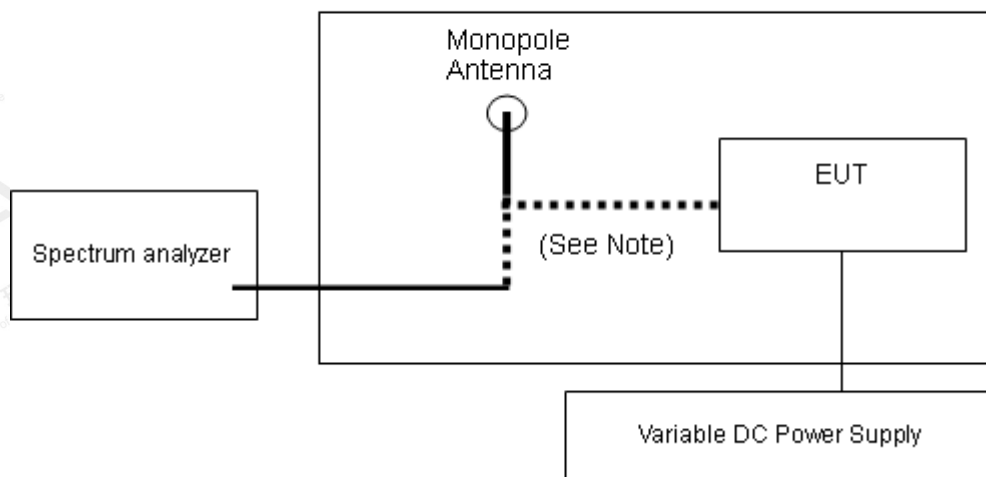 Monopole
Antenna
EUT
Spectrum analyzer
(See Note)
Variable DC Power Supply